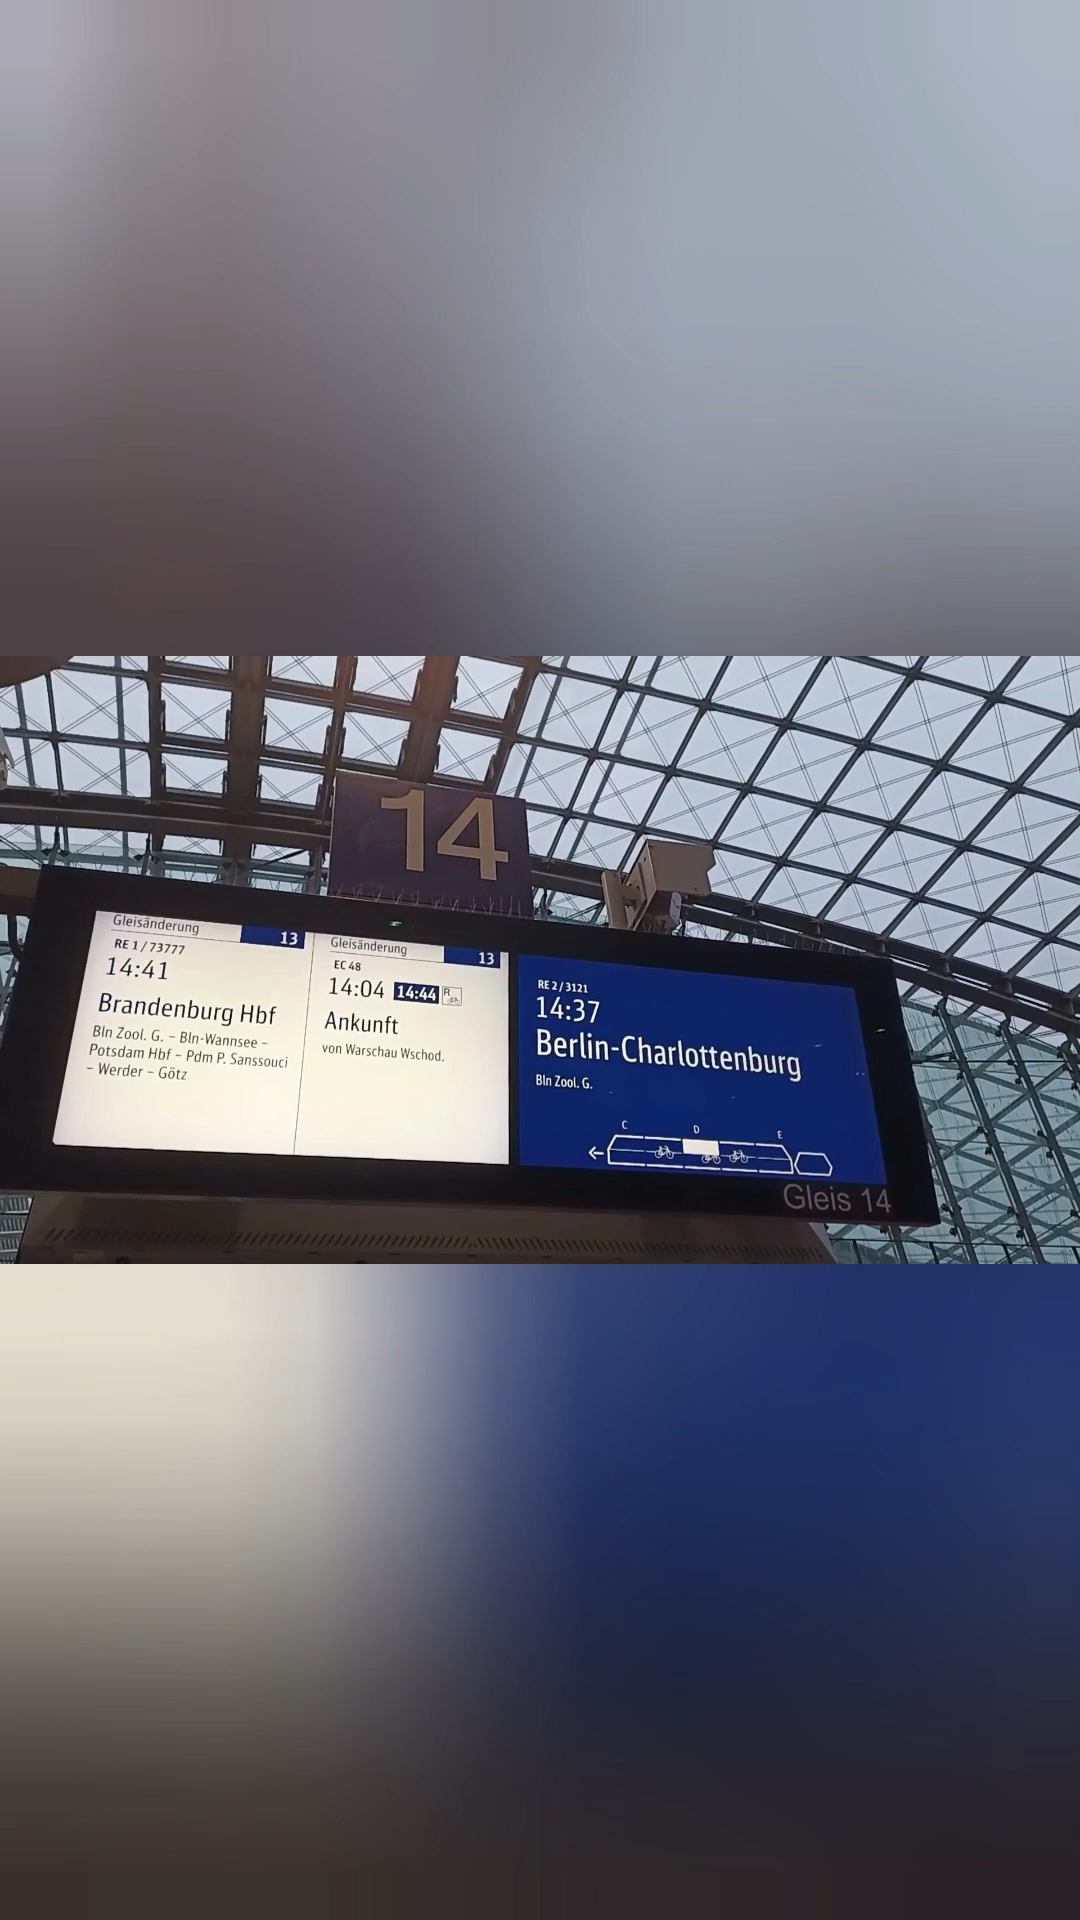 14
Gleisänderung
13
RE 1 / 73777
14:41
Brandenburg Hbf
Bln Zool. G. – Bln-Wannsee –
Potsdam Hbf – Pdm P. Sanssouci
– Werder – Götz
Gleisänderung
13
EC 48
14:04 14:44 R
Ankunft
von Warschau Wschod.
RE 2 / 3121
14:37
Berlin-Charlottenburg
Bln Zool. G.
C D E
Gleis 14